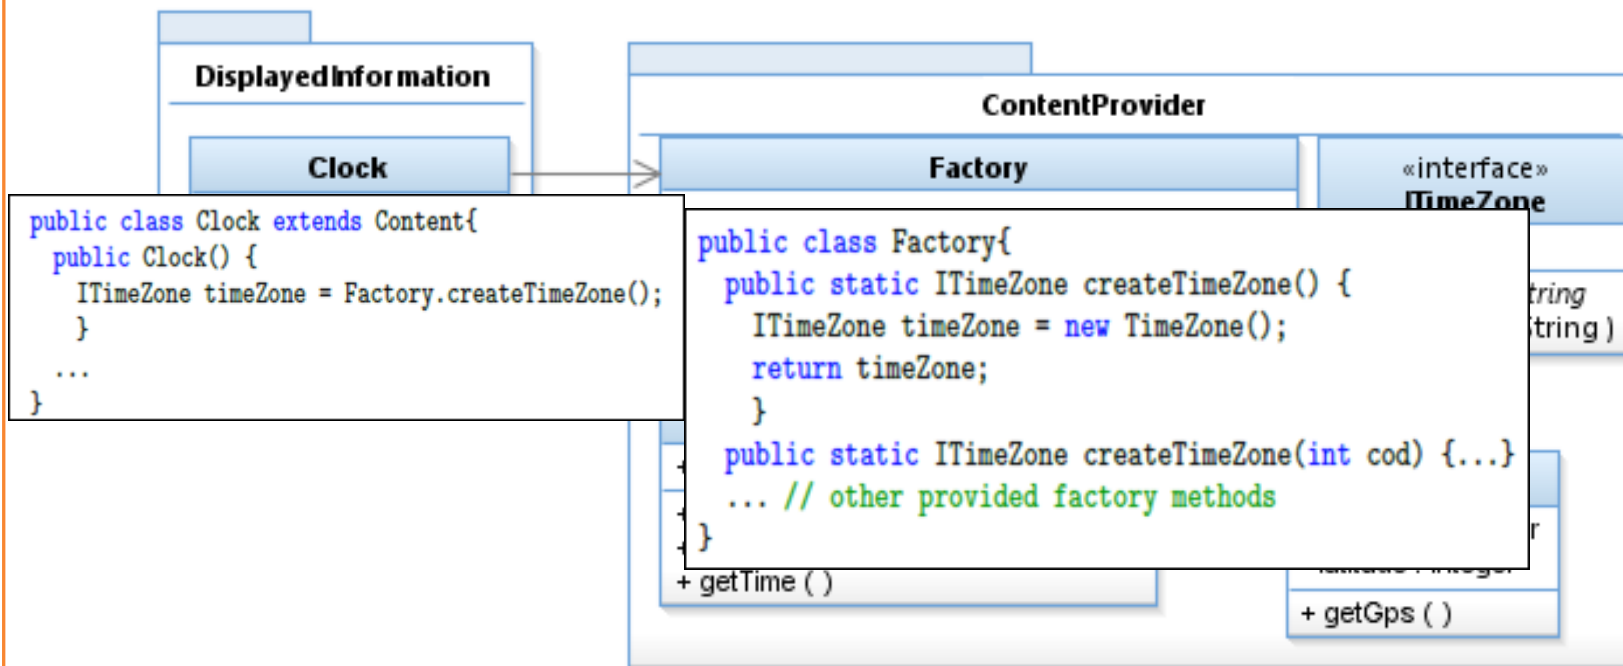 DisplayedInformation
ContentProvider
Clock
Factory
«interface»
ITimeZone
public class Clock extends Content{
public Clock() {
ITimeZone timeZone = Factory.createTimeZone();
}
...
}
public class Factory{
public static ITimeZone createTimeZone() {
ITimeZone timeZone = new TimeZone();
return timeZone;
}
public static ITimeZone createTimeZone(int cod) {...}
... // other provided factory methods
}
tring
String )
+
+
+
r
+ getTime ( )
+ getGps ( )